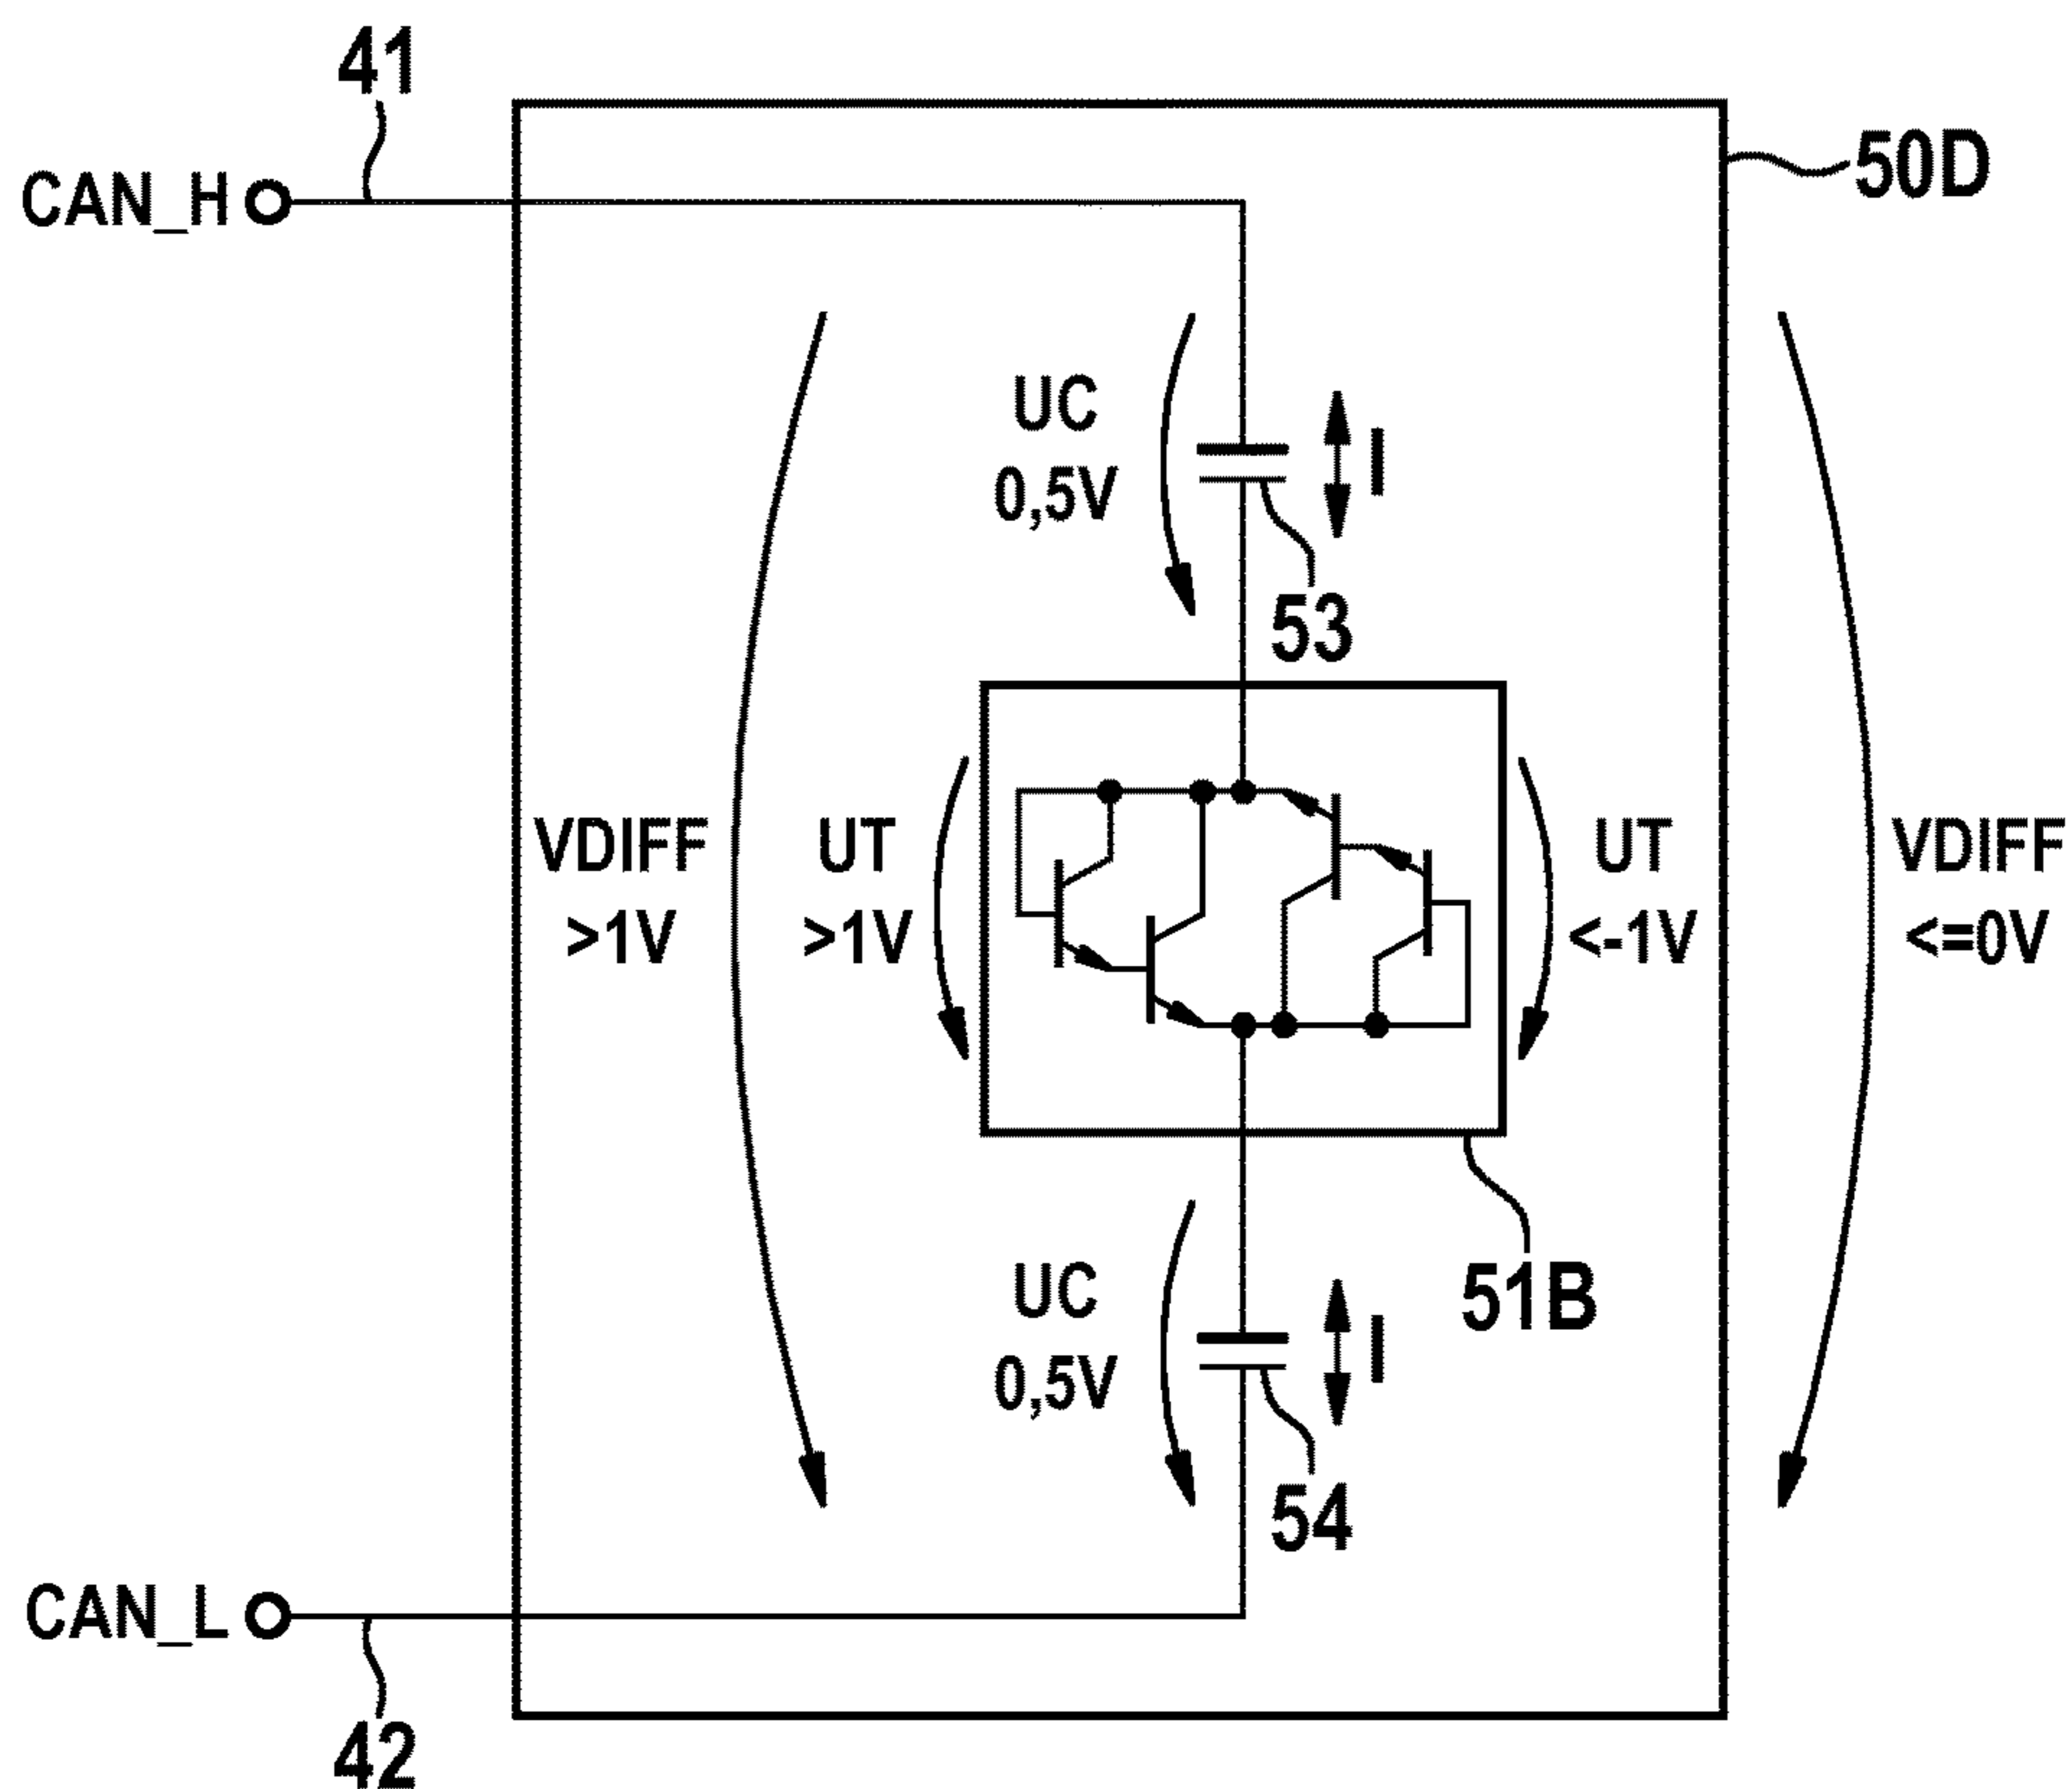 41
50D
CAN_H
UC
0,5V
I
53
VDIFF
>1V
UT
>1V
UT
<-1V
VDIFF
<=0V
51B
UC
0,5V
I
54
CAN_L
42